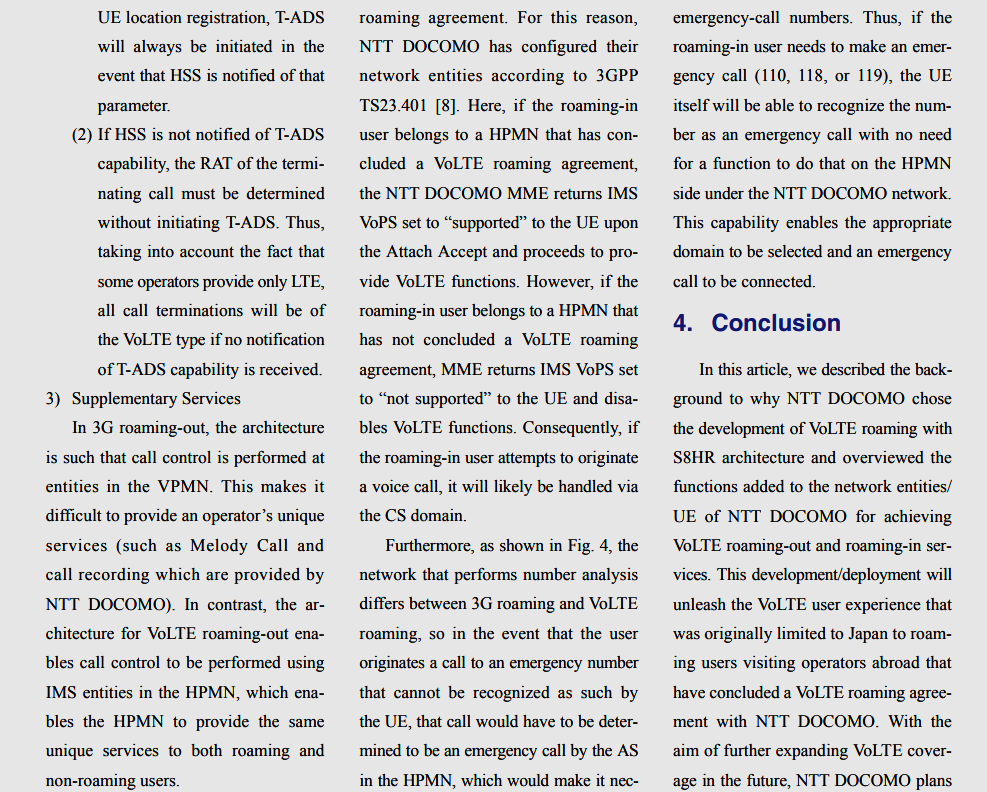 UE location registration, T-ADS
will always be initiated in the
event that HSS is notified of that
parameter.
(2) If HSS is not notified of T-ADS
capability, the RAT of the termi-
nating call must be determined
without initiating T-ADS. Thus,
taking into account the fact that
some operators provide only LTE,
all call terminations will be of
the VoLTE type if no notification
of T-ADS capability is received.
3) Supplementary Services
In 3G roaming-out, the architecture
is such that call control is performed at
entities in the VPMN. This makes it
difficult to provide an operator's unique
services (such as Melody Call and
call recording which are provided by
NTT DOCOMO). In contrast, the ar-
chitecture for VoLTE roaming-out ena-
bles call control to be performed using
IMS entities in the HPMN, which ena-
bles the HPMN to provide the same
unique services to both roaming and
non-roaming users.
roaming agreement. For this reason,
NTT DOCOMO has configured their
network entities according to 3GPP
TS23.401 [8]. Here, if the roaming-in
user belongs to a HPMN that has con-
cluded a VoLTE roaming agreement,
the NTT DOCOMO MME returns IMS
VoPS set to “supported” to the UE upon
the Attach Accept and proceeds to pro-
vide VoLTE functions. However, if the
roaming-in user belongs to a HPMN that
has not concluded a VoLTE roaming
agreement, MME returns IMS VoPS set
to “not supported” to the UE and disa-
bles VoLTE functions. Consequently, if
the roaming-in user attempts to originate
a voice call, it will likely be handled via
the CS domain.
Furthermore, as shown in Fig. 4, the
network that performs number analysis
differs between 3G roaming and VoLTE
roaming, so in the event that the user
originates a call to an emergency number
that cannot be recognized as such by
the UE, that call would have to be deter-
mined to be an emergency call by the AS
in the HPMN, which would make it nec-
emergency-call numbers. Thus, if the
roaming-in user needs to make an emer-
gency call (110, 118, or 119), the UE
itself will be able to recognize the num-
ber as an emergency call with no need
for a function to do that on the HPMN
side under the NTT DOCOMO network.
This capability enables the appropriate
domain to be selected and an emergency
call to be connected.
4. Conclusion
In this article, we described the back-
ground to why NTT DOCOMO chose
the development of VoLTE roaming with
S8HR architecture and overviewed the
functions added to the network entities/
UE of NTT DOCOMO for achieving
VoLTE roaming-out and roaming-in ser-
vices. This development/deployment will
unleash the VoLTE user experience that
was originally limited to Japan to roam-
ing users visiting operators abroad that
have concluded a VoLTE roaming agree-
ment with NTT DOCOMO. With the
aim of further expanding VoLTE cover-
age in the future, NTT DOCOMO plans